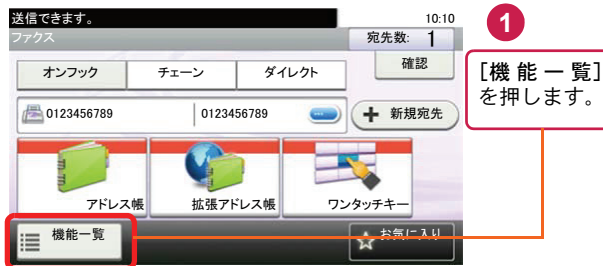 送信できます。
10:10
ファクス
宛先数: 1
オンフック
チェーン
ダイレクト
確認
0123456789
0123456789
新規宛先
アドレス帳
拡張アドレス帳
ワンタッチキー
機能一覧
お気に入り
1
[機能一覧]
を押します。